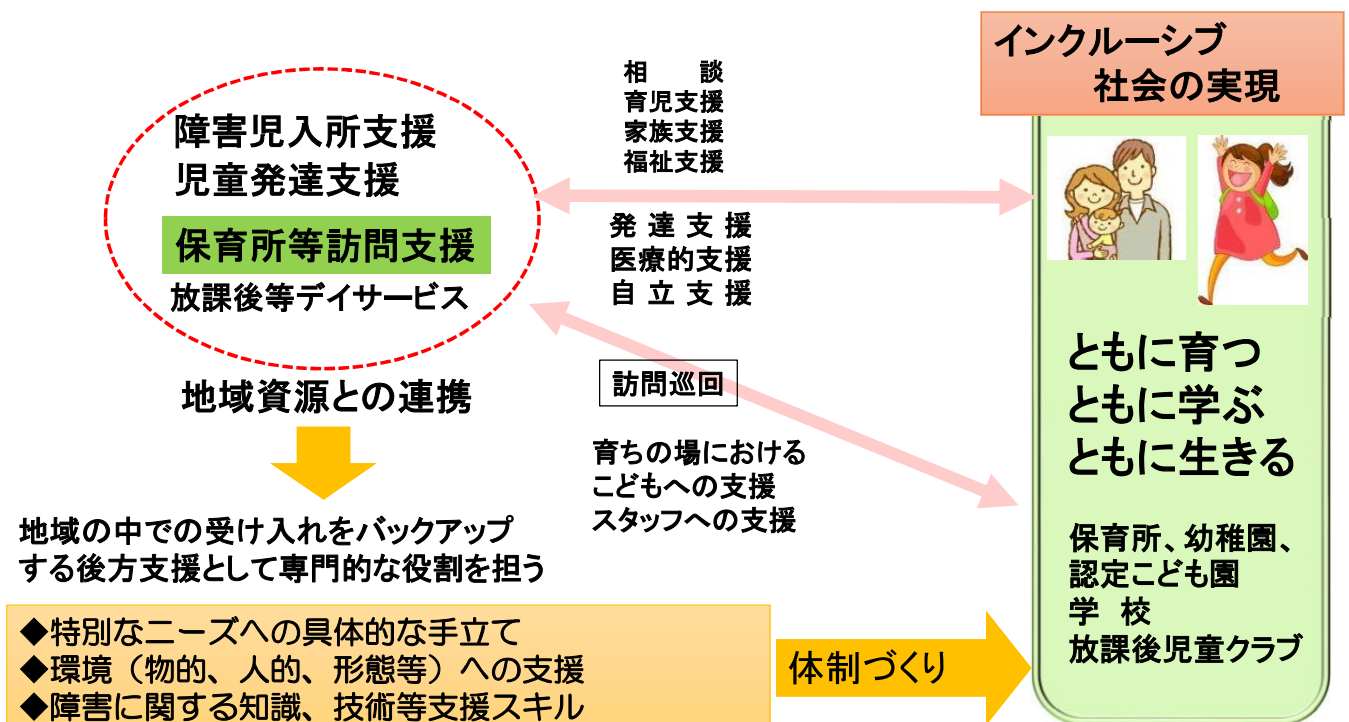 障害児入所支援
児童発達支援
保育所等訪問支援
放課後等デイサービス
地域資源との連携
地域の中での受け入れをバックアップ
する後方支援として専門的な役割を担う
◆特別なニーズへの具体的な手立て
◆環境（物的、人的、形態等）への支援
◆障害に関する知識、技術等支援スキル
相　　談
育児支援
家族支援
福祉支援
発 達 支 援
医療的支援
自 立 支 援
訪問巡回
育ちの場における
こどもへの支援
スタッフへの支援
体制づくり
インクルーシブ
社会の実現
ともに育つ
ともに学ぶ
ともに生きる
保育所、幼稚園、
認定こども園
学　校
放課後児童クラブ